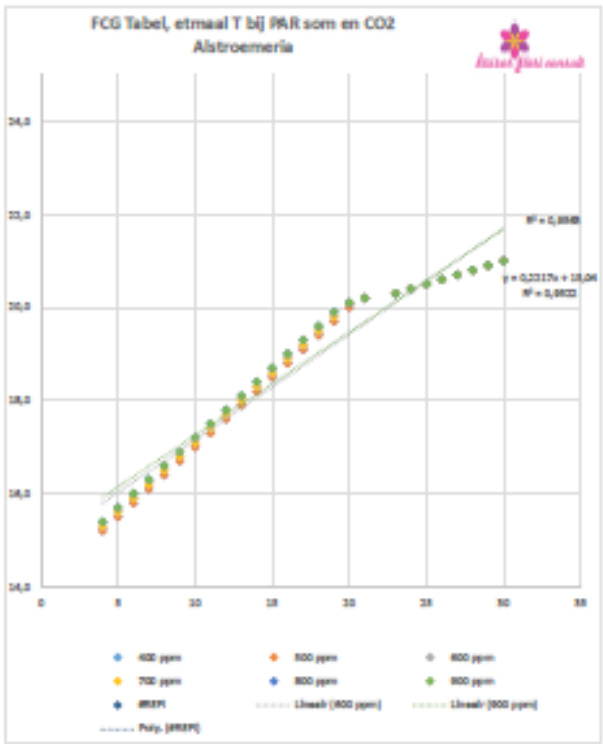 FCG Tabel, etmaal T bij PAR som en CO2
Alstroemeria
24,0
22,0
20,0
18,0
16,0
14,0
0 5 10 15 20 25 30 35
400 ppm 500 ppm 600 ppm
700 ppm 800 ppm 900 ppm
#REF! Lineair (600 ppm) Lineair (900 ppm)
Poly. (#REF!)